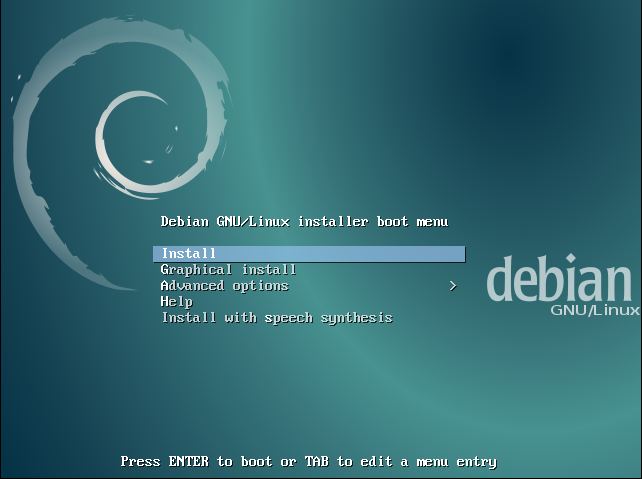 Debian GNU/Linux installer boot menu
Install
Graphical install
Advanced options >
Help
Install with speech synthesis
debian
GNU/Linux
Press ENTER to boot or TAB to edit a menu entry